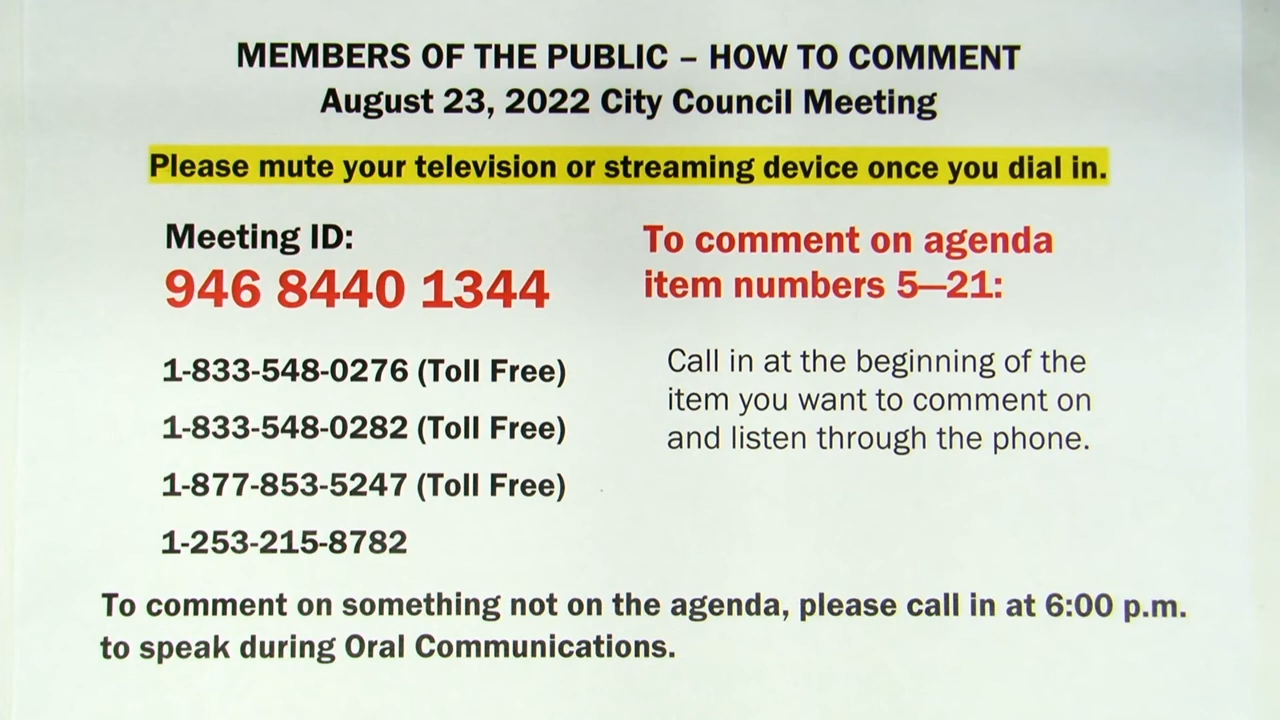 MEMBERS OF THE PUBLIC – HOW TO COMMENT
August 23, 2022 City Council Meeting
Please mute your television or streaming device once you dial in.
Meeting ID:
946 8440 1344
1-833-548-0276 (Toll Free)
1-833-548-0282 (Toll Free)
1-877-853-5247 (Toll Free)
1-253-215-8782
To comment on agenda
item numbers 5—21:
Call in at the beginning of the
item you want to comment on
and listen through the phone.
To comment on something not on the agenda, please call in at 6:00 p.m.
to speak during Oral Communications.